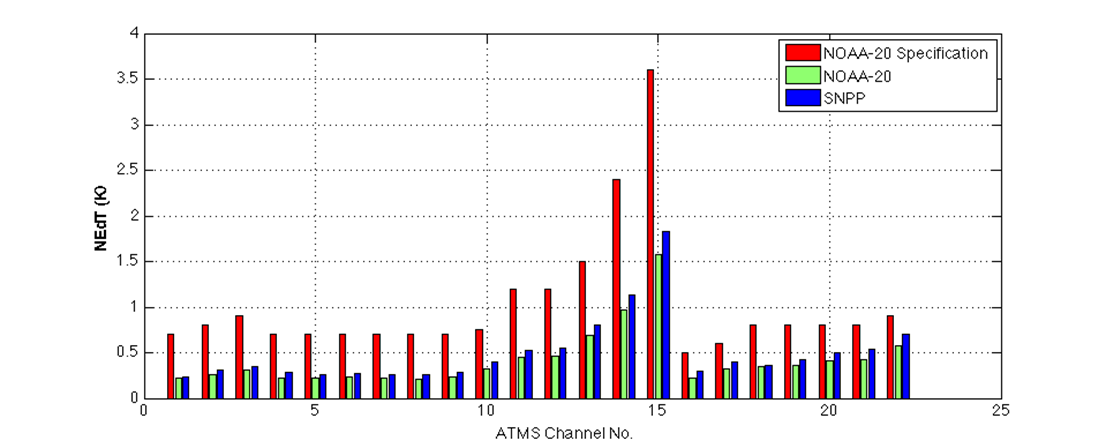 4
3.5
3
2.5
2
1.5
1
0.5
0
NEdT (K)
NOAA-20 Specification
NOAA-20
SNPP
0 5 10 15 20 25
ATMS Channel No.